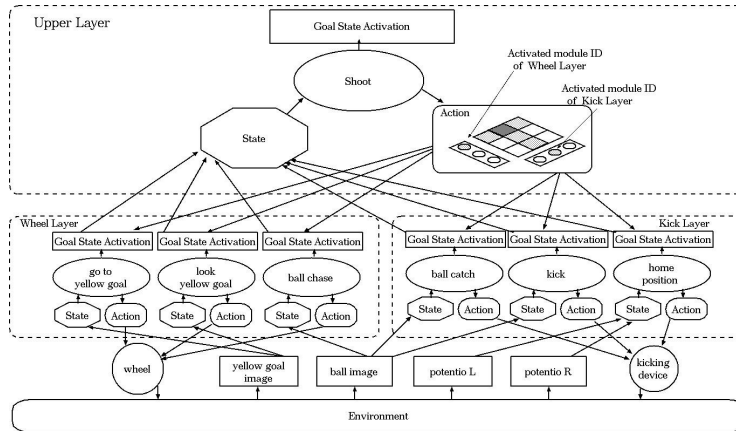 Upper Layer
Goal State Activation
Shoot
Activated module ID
of Wheel Layer
Activated module ID
of Kick Layer
Action
State
Wheel Layer
Kick Layer
Goal State Activation
Goal State Activation
Goal State Activation
Goal State Activation
Goal State Activation
Goal State Activation
go to
yellow goal
look
yellow goal
ball chase
ball catch
kick
home
position
State
Action
State
Action
State
Action
State
Action
State
Action
State
Action
wheel
yellow goal
image
ball image
potentio L
potentio R
kicking
device
Environment